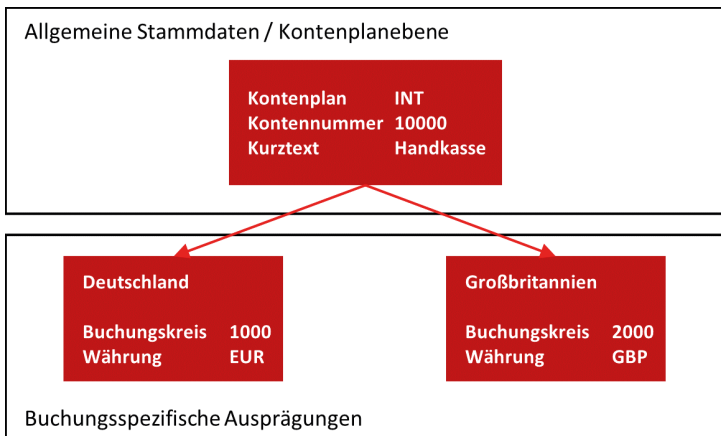 Allgemeine Stammdaten / Kontenplanebene
Kontenplan INT
Kontennummer 10000
Kurztext Handkasse
Deutschland
Buchungskreis 1000
Währung EUR
Großbritannien
Buchungskreis 2000
Währung GBP
Buchungsspezifische Ausprägungen